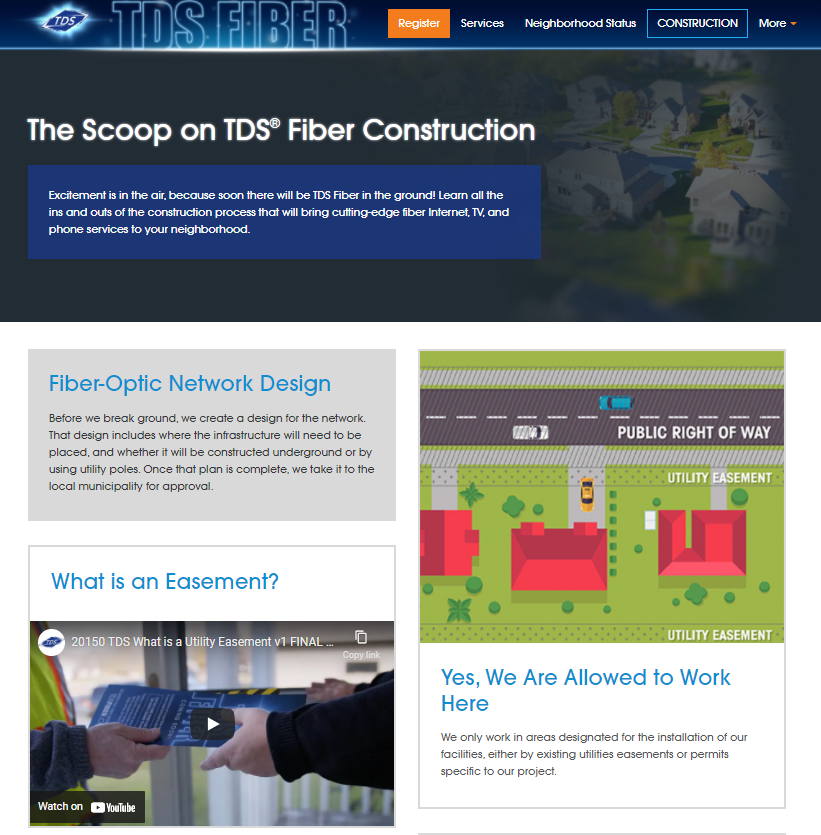 TDS
TDS FIBER
Register
Services
Neighborhood Status
CONSTRUCTION
More
The Scoop on TDS® Fiber Construction
Excitement is in the air, because soon there will be TDS Fiber in the ground! Learn all the
ins and outs of the construction process that will bring cutting-edge fiber Internet, TV, and
phone services to your neighborhood.
Fiber-Optic Network Design
Before we break ground, we create a design for the network.
That design includes where the infrastructure will need to be
placed, and whether it will be constructed underground or by
using utility poles. Once that plan is complete, we take it to the
local municipality for approval.
What is an Easement?
TDS
20150 TDS What is a Utility Easement v1 FINAL ...
Copy link
Watch on
YouTube
PUBLIC RIGHT OF WAY
UTILITY EASEMENT
UTILITY EASEMENT
Yes, We Are Allowed to Work
Here
We only work in areas designated for the installation of our
facilities, either by existing utilities easements or permits
specific to our project.